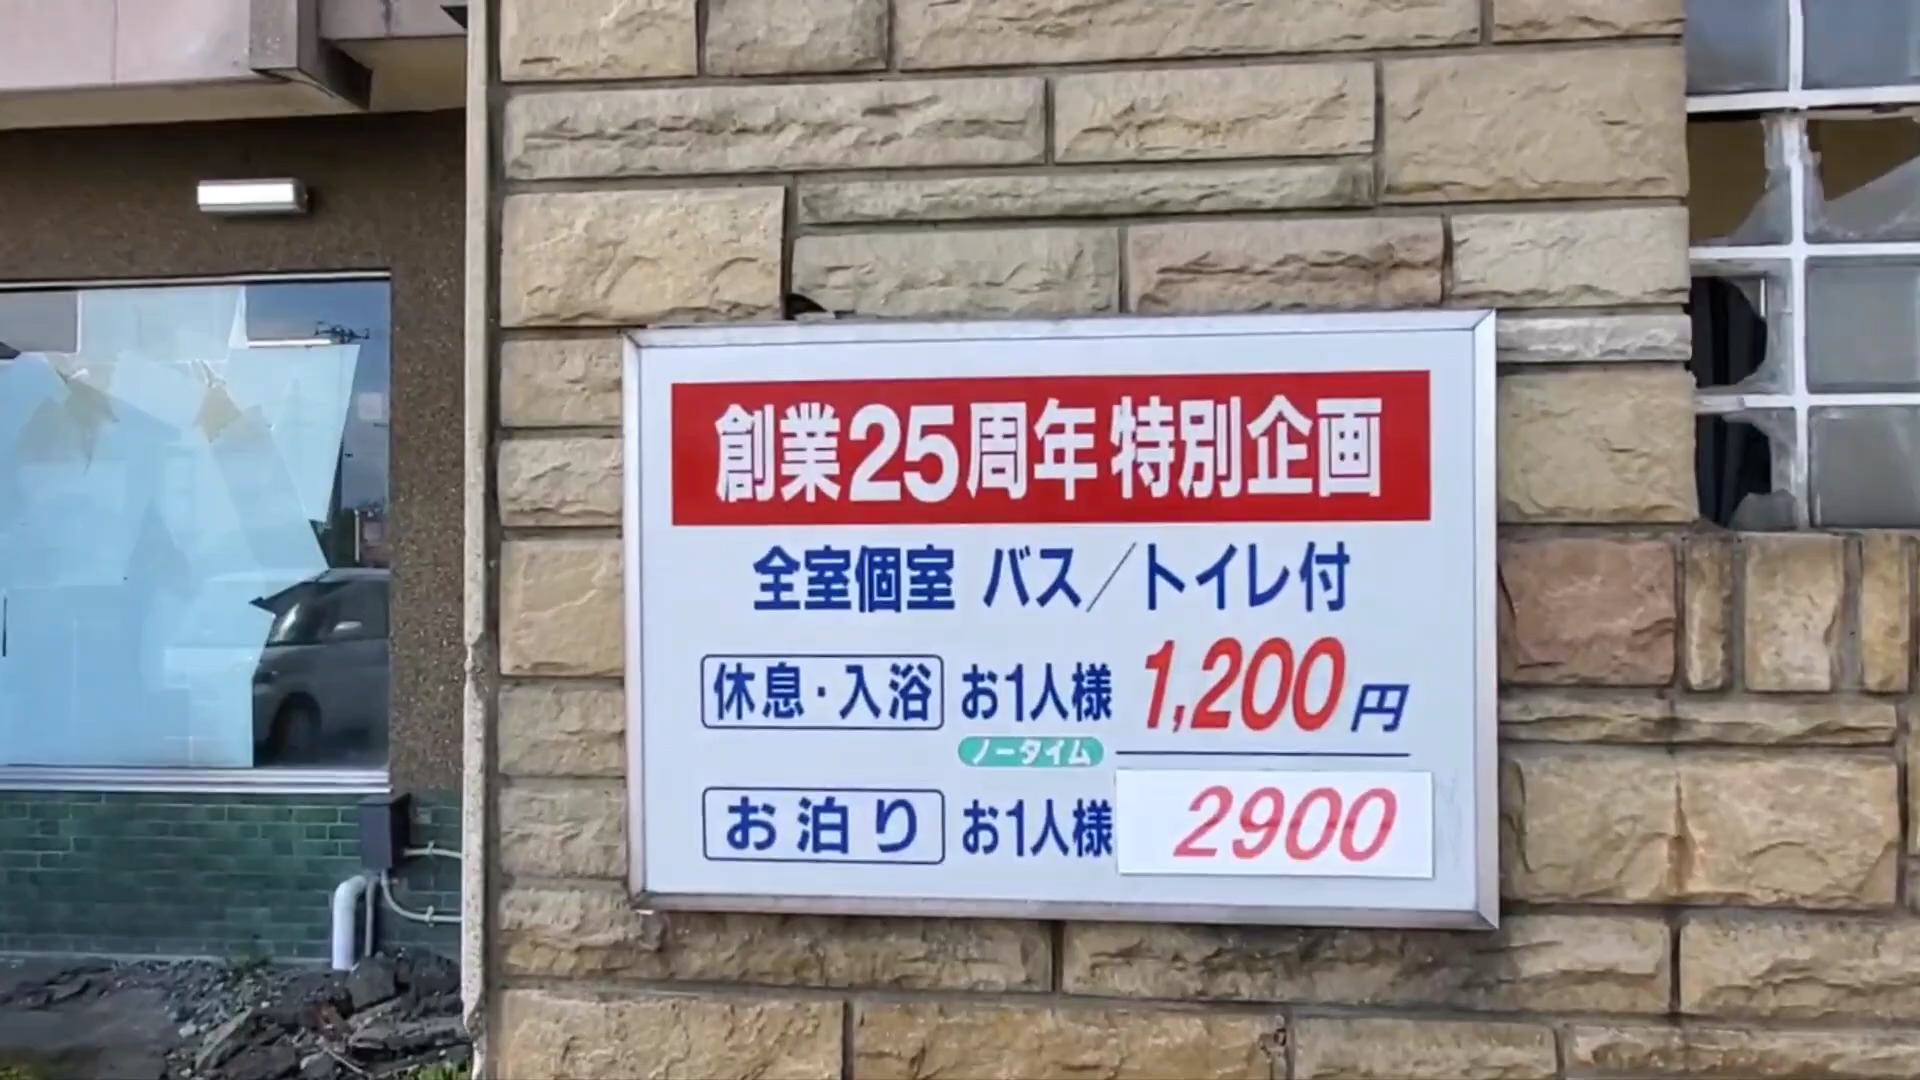 創業25周年 特別企画
全室個室 バス／トイレ付
休息・入浴 お1人様 1,200円
ノータイム
お泊り お1人様 2900